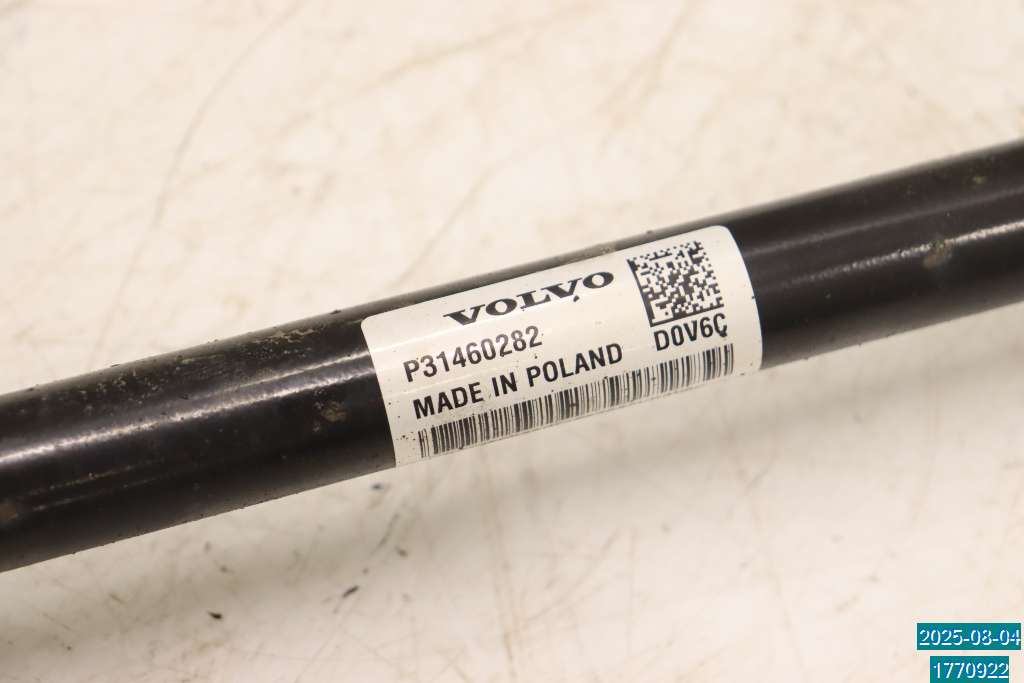 VOLVO
P31460282
D0V6C
MADE IN POLAND
2025-08-04
1770922